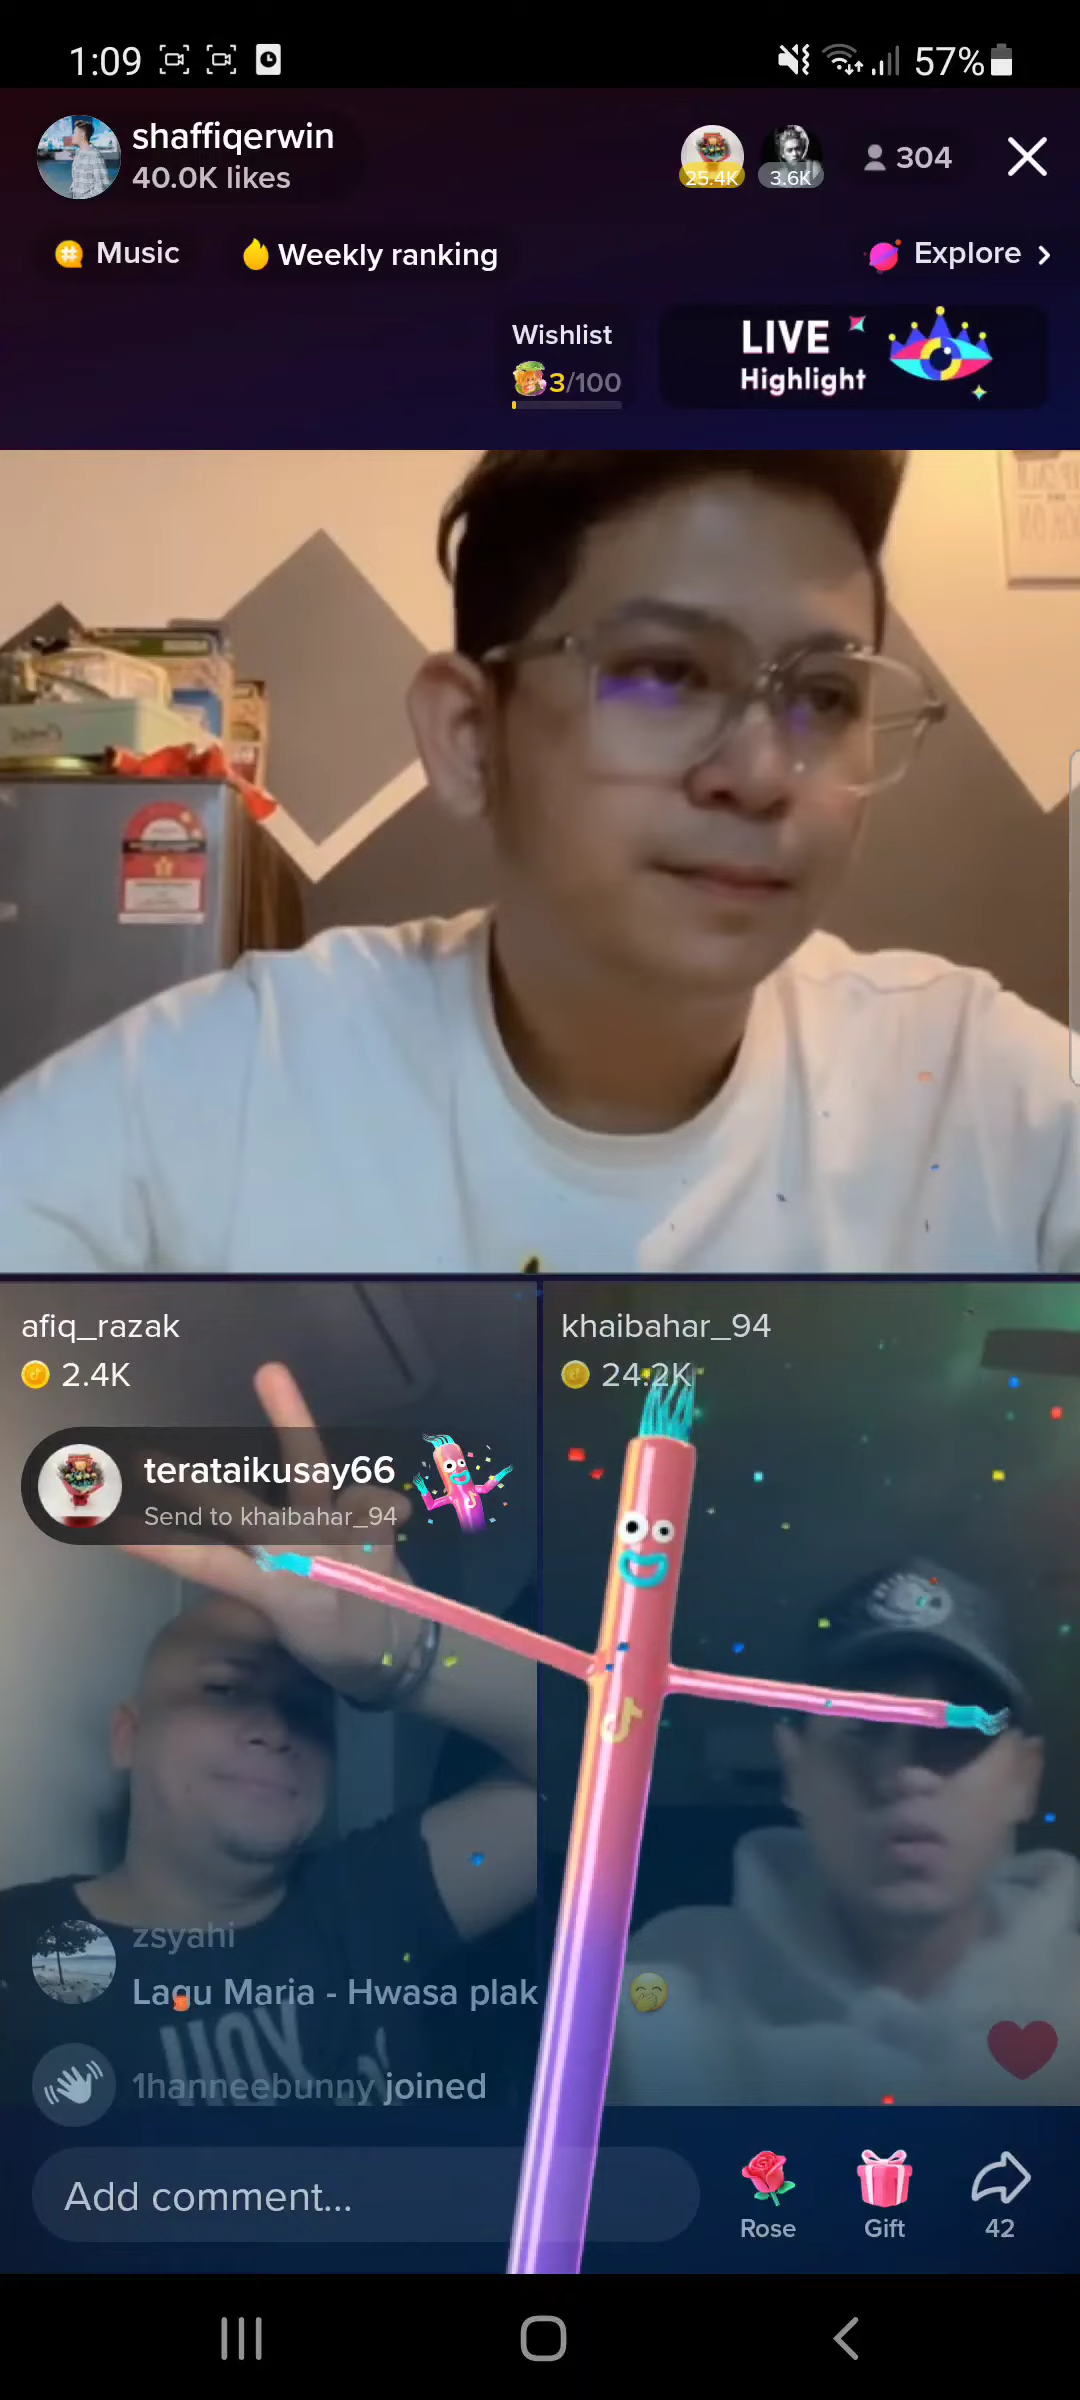 1:09
57%
shaffiqerwin
40.0K likes
25.4K
3.6K
304
Music
Weekly ranking
Explore
Wishlist
3/100
LIVE
Highlight
afiq_razak
2.4K
khaibahar_94
24.2K
terataikusay66
Send to khaibahar_94
zsyahi
Lagu Maria - Hwasa plak
1hanneebunny joined
Add comment...
Rose
Gift
42